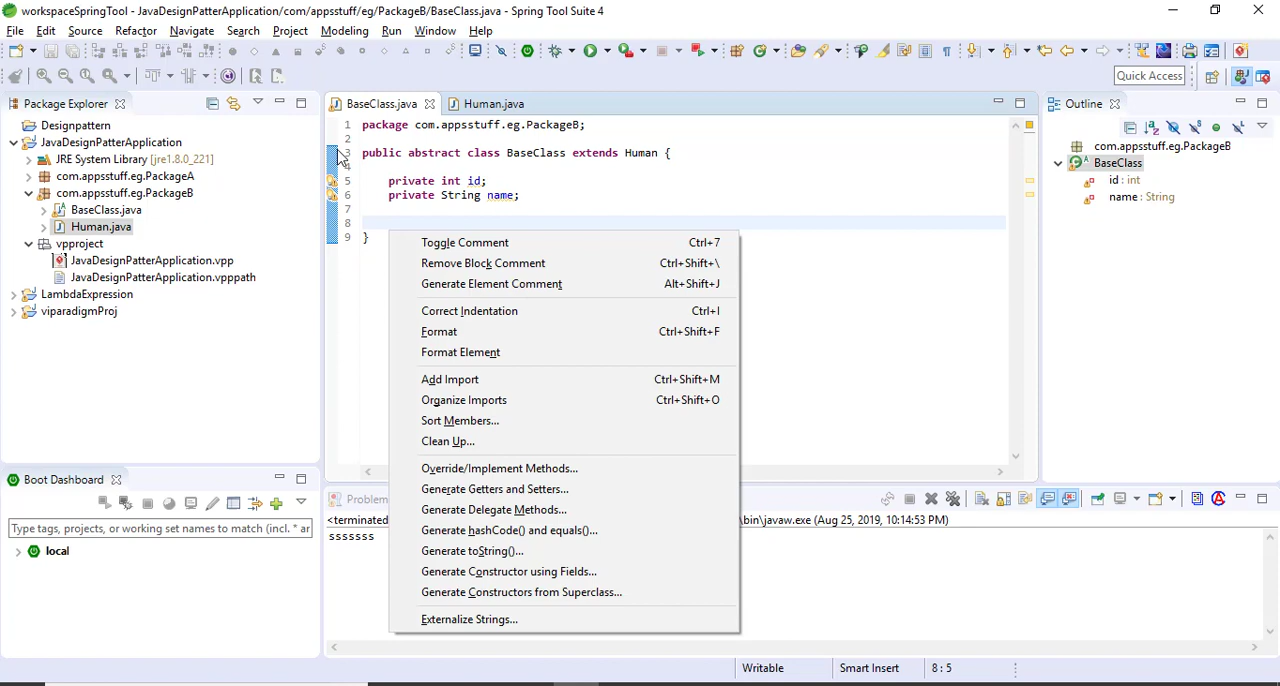 workspaceSpringTool - JavaDesignPatterApplication/com/appsstuff/eg/PackageB/BaseClass.java - Spring Tool Suite 4
File Edit Source Refactor Navigate Search Project Modeling Run Window Help
Quick Access
Package Explorer
Designpattern
JavaDesignPatterApplication
JRE System Library [jre1.8.0_221]
com.appsstuff.eg.PackageA
com.appsstuff.eg.PackageB
BaseClass.java
Human.java
vpproject
JavaDesignPatterApplication.vpp
JavaDesignPatterApplication.vpppath
LambdaExpression
viparadigmProj
Boot Dashboard
Type tags, projects, or working set names to match (incl. * ar
local
BaseClass.java Human.java
1 package com.appsstuff.eg.PackageB;
2
3 public abstract class BaseClass extends Human {
4
5 private int id;
6 private String name;
7
8
9 }
Toggle Comment Ctrl+7
Remove Block Comment Ctrl+Shift+\
Generate Element Comment Alt+Shift+J
Correct Indentation Ctrl+I
Format Ctrl+Shift+F
Format Element
Add Import Ctrl+Shift+M
Organize Imports Ctrl+Shift+O
Sort Members...
Clean Up...
Override/Implement Methods...
Generate Getters and Setters...
Generate Delegate Methods...
Generate hashCode() and equals()...
Generate toString()...
Generate Constructor using Fields...
Generate Constructors from Superclass...
Externalize Strings...
Outline
com.appsstuff.eg.PackageB
BaseClass
id : int
name : String
Problem
<terminated \bin\javaw.exe (Aug 25, 2019, 10:14:53 PM)
sssssss
Writable Smart Insert 8 : 5